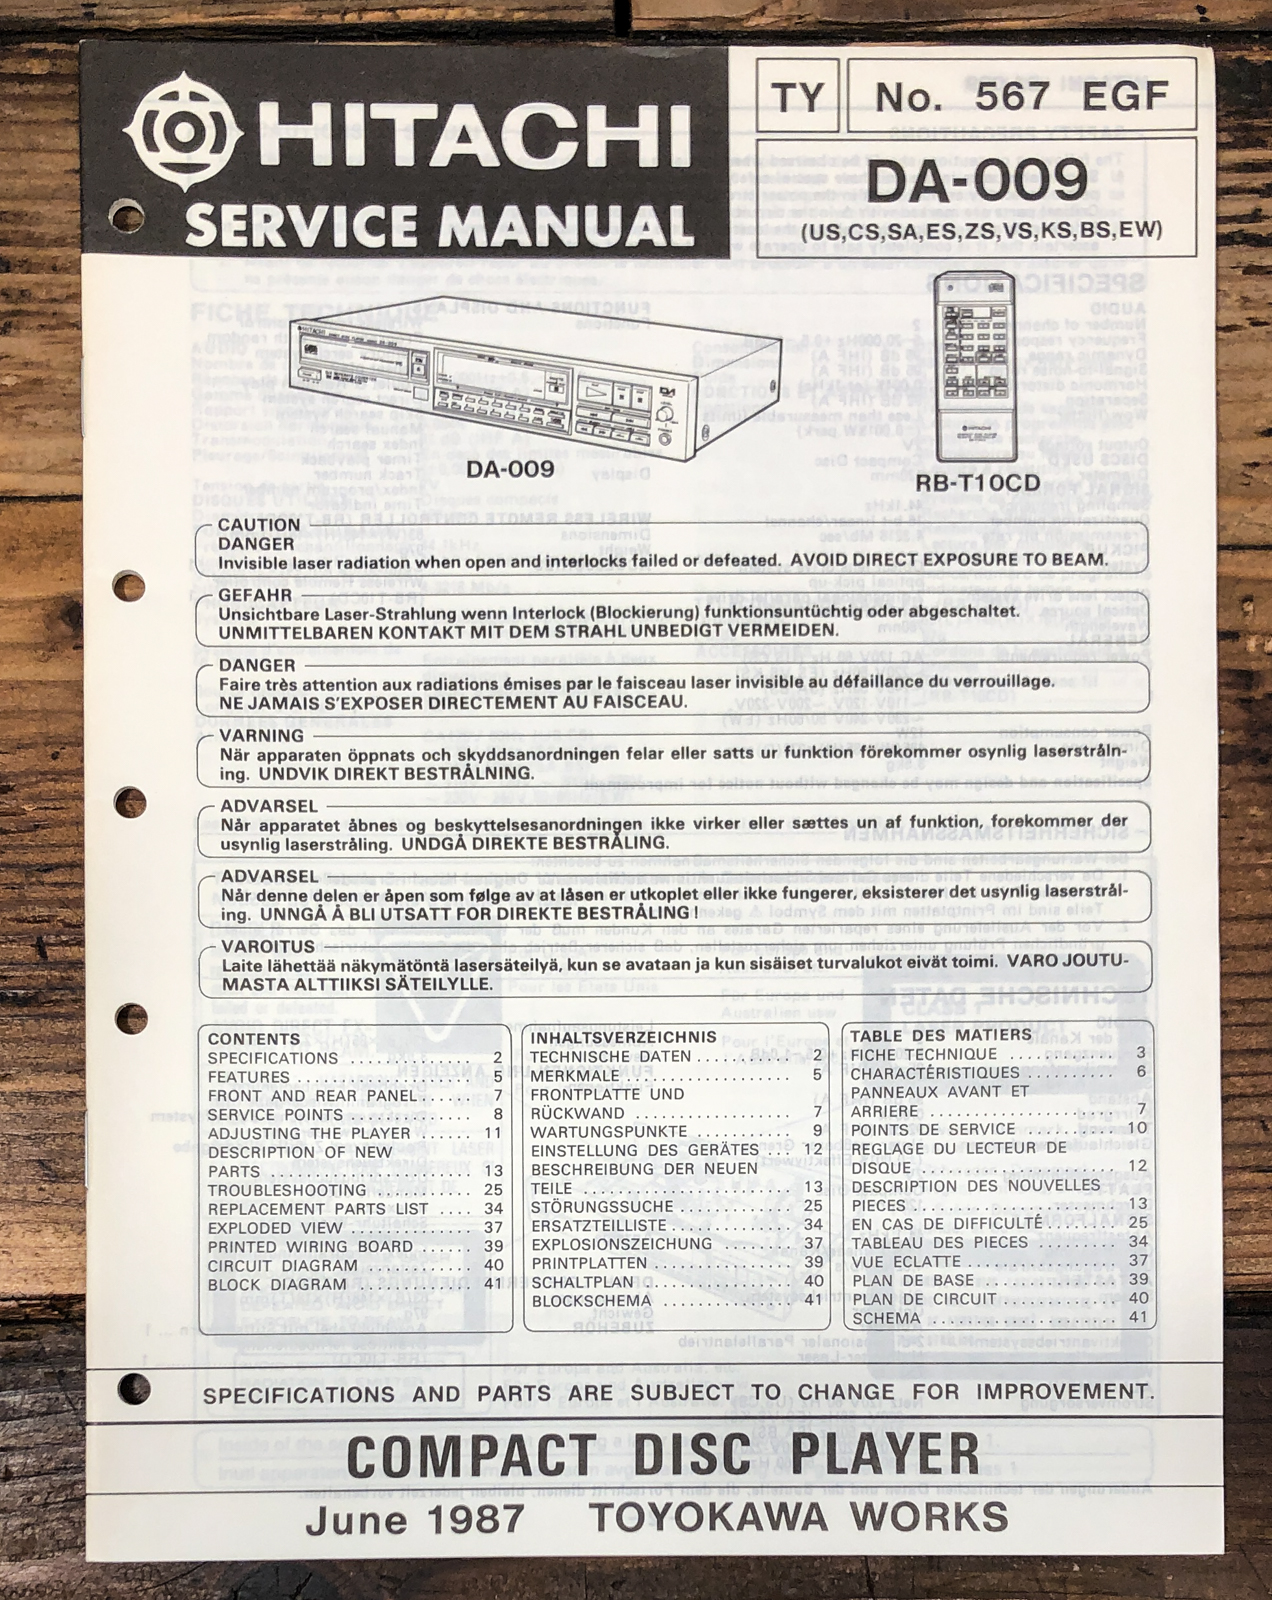 HITACHI
SERVICE MANUAL
TY
No. 567 EGF
DA-009
(US,CS,SA,ES,ZS,VS,KS,BS,EW)
HITACHI
HITACHI
DA-009
RB-T10CD
CAUTION
DANGER
Invisible laser radiation when open and interlocks failed or defeated. AVOID DIRECT EXPOSURE TO BEAM.
GEFAHR
Unsichtbare Laser-Strahlung wenn Interlock (Blockierung) funktionsuntüchtig oder abgeschaltet.
UNMITTELBAREN KONTAKT MIT DEM STRAHL UNBEDIGT VERMEIDEN.
DANGER
Faire très attention aux radiations émises par le faisceau laser invisible au défaillance du verrouillage.
NE JAMAIS S'EXPOSER DIRECTEMENT AU FAISCEAU.
VARNING
När apparaten öppnats och skyddsanordningen felar eller satts ur funktion förekommer osynlig laserstråln-
ing. UNDVIK DIREKT BESTRÅLNING.
ADVARSEL
Når apparatet åbnes og beskyttelsesanordningen ikke virker eller sættes un af funktion, forekommer der
usynlig laserstråling. UNDGÅ DIREKTE BESTRÅLING.
ADVARSEL
Når denne delen er åpen som følge av at låsen er utkoplet eller ikke fungerer, eksisterer det usynlig laserstrål-
ing. UNNGÅ Å BLI UTSATT FOR DIREKTE BESTRÅLING !
VAROITUS
Laite lähettää näkymätöntä lasersäteilyä, kun se avataan ja kun sisäiset turvalukot eivät toimi. VARO JOUTU-
MASTA ALTTIIKSI SÄTEILYLLE.
CONTENTS
SPECIFICATIONS ............ 2
FEATURES ................. 5
FRONT AND REAR PANEL ..... 7
SERVICE POINTS ........... 8
ADJUSTING THE PLAYER ...... 11
DESCRIPTION OF NEW
PARTS ................... 13
TROUBLESHOOTING .......... 25
REPLACEMENT PARTS LIST .... 34
EXPLODED VIEW ............ 37
PRINTED WIRING BOARD ...... 39
CIRCUIT DIAGRAM ........... 40
BLOCK DIAGRAM ............ 41
INHALTSVERZEICHNIS
TECHNISCHE DATEN ......... 2
MERKMALE ................. 5
FRONTPLATTE UND
RÜCKWAND ................ 7
WARTUNGSPUNKTE .......... 9
EINSTELLUNG DES GERÄTES ... 12
BESCHREIBUNG DER NEUEN
TEILE .................... 13
STÖRUNGSSUCHE ........... 25
ERSATZTEILLISTE ............ 34
EXPLOSIONSZEICHUNG ........ 37
PRINTPLATTEN .............. 39
SCHALTPLAN ............... 40
BLOCKSCHEMA ............. 41
TABLE DES MATIERS
FICHE TECHNIQUE ........... 3
CHARACTÉRISTIQUES ........ 6
PANNEAUX AVANT ET
ARRIERE .................. 7
POINTS DE SERVICE .......... 10
REGLAGE DU LECTEUR DE
DISQUE ................... 12
DESCRIPTION DES NOUVELLES
PIECES .................... 13
EN CAS DE DIFFICULTÉ ........ 25
TABLEAU DES PIECES ......... 34
VUE ECLATTE ............... 37
PLAN DE BASE .............. 39
PLAN DE CIRCUIT ............ 40
SCHEMA ................... 41
SPECIFICATIONS AND PARTS ARE SUBJECT TO CHANGE FOR IMPROVEMENT.
COMPACT DISC PLAYER
June 1987 TOYOKAWA WORKS